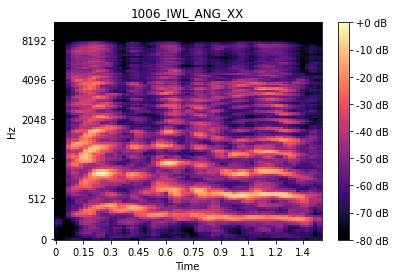 1006_IWL_ANG_XX
+0 dB
8192
-10 dB
4096
-20 dB
-30 dB
2048
Hz
-40 dB
1024
-50 dB
512
-60 dB
-70 dB
0
-80 dB
0 0.15 0.3 0.45 0.6 0.75 0.9 1 1.2 1.4
Time